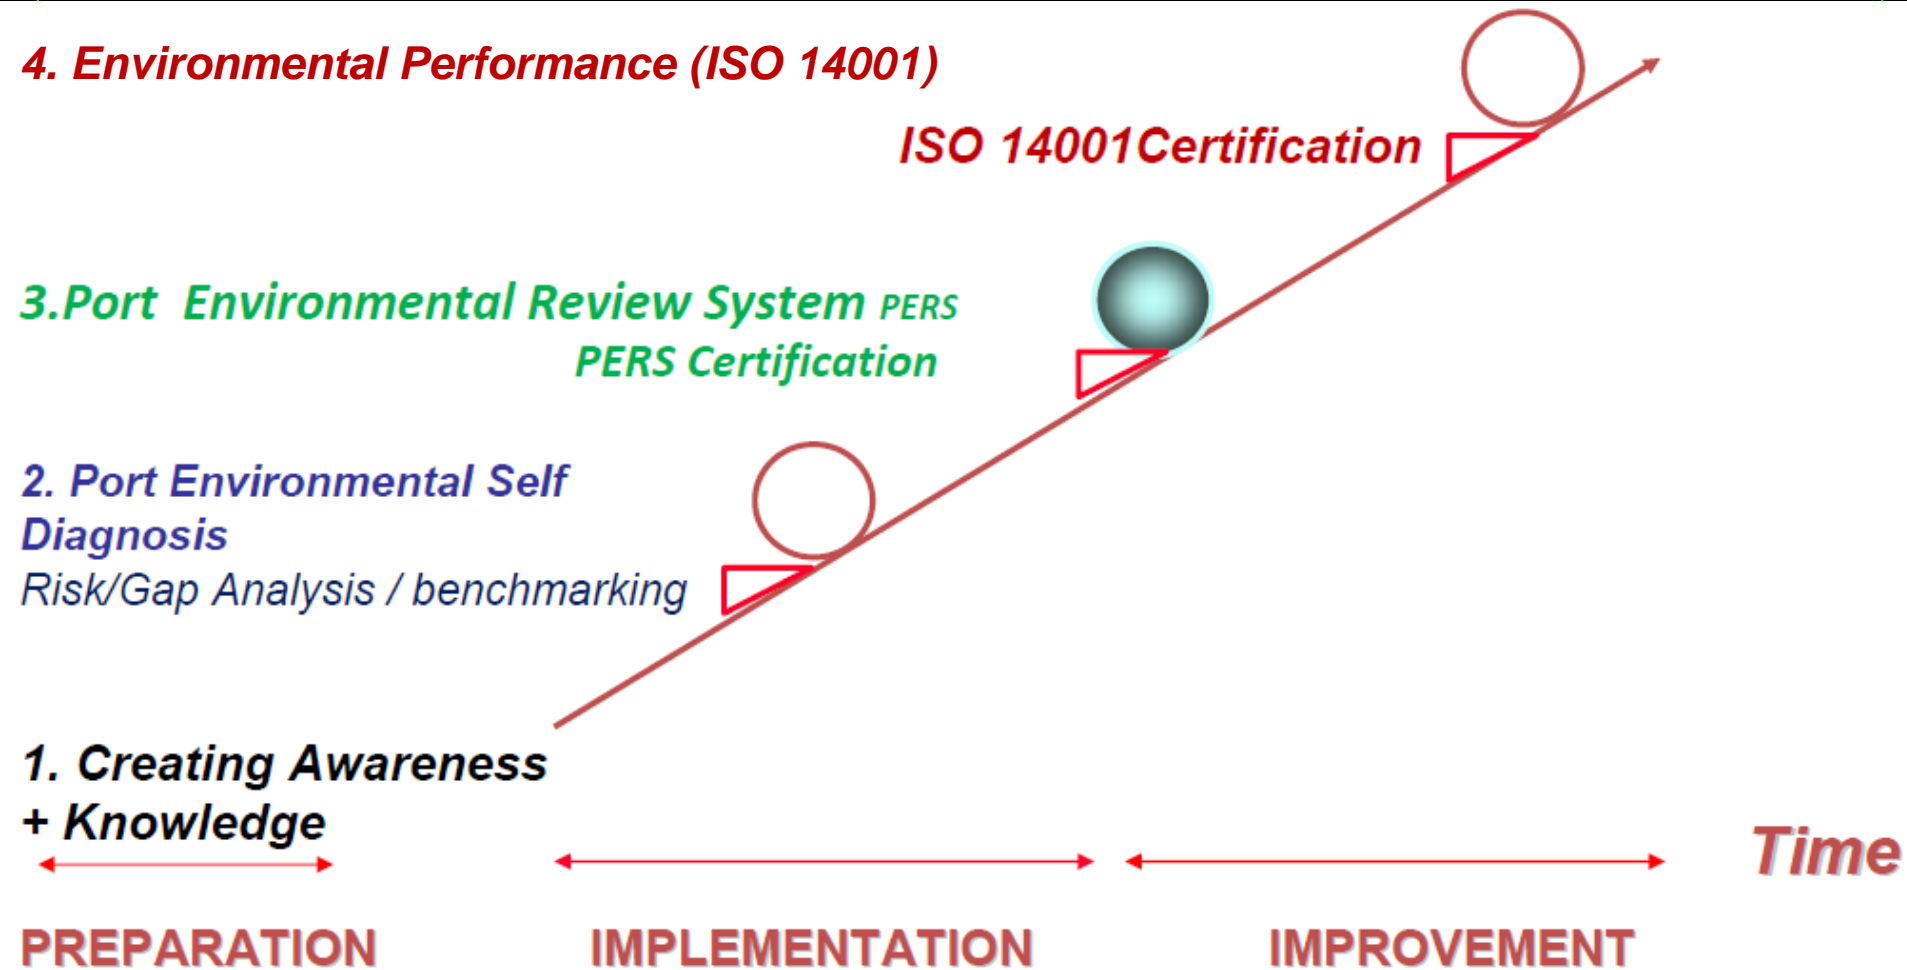 4. Environmental Performance (ISO 14001)
ISO 14001Certification
3.Port Environmental Review System PERS
PERS Certification
2. Port Environmental Self
Diagnosis
Risk/Gap Analysis / benchmarking
1. Creating Awareness
+ Knowledge
Time
PREPARATION
IMPLEMENTATION
IMPROVEMENT